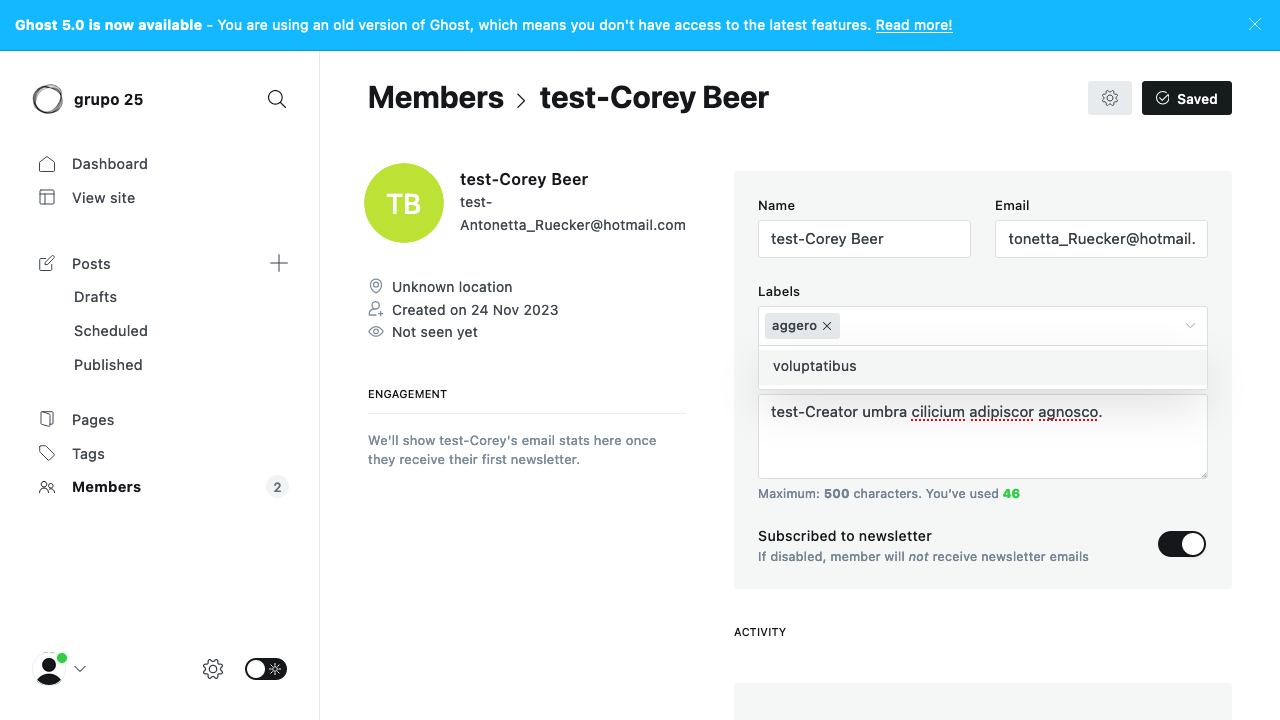 Ghost 5.0 is now available - You are using an old version of Ghost, which means you don't have access to the latest features. Read more!
grupo 25
Dashboard
View site
Posts
Drafts
Scheduled
Published
Pages
Tags
Members 2
Members > test-Corey Beer
Saved
TB
test-Corey Beer
test-
Antonetta_Ruecker@hotmail.com
Unknown location
Created on 24 Nov 2023
Not seen yet
ENGAGEMENT
We'll show test-Corey's email stats here once
they receive their first newsletter.
Name
test-Corey Beer
Email
tonetta_Ruecker@hotmail.
Labels
aggero
voluptatibus
test-Creator umbra cilicium adipiscor agnosco.
Maximum: 500 characters. You've used 46
Subscribed to newsletter
If disabled, member will not receive newsletter emails
ACTIVITY